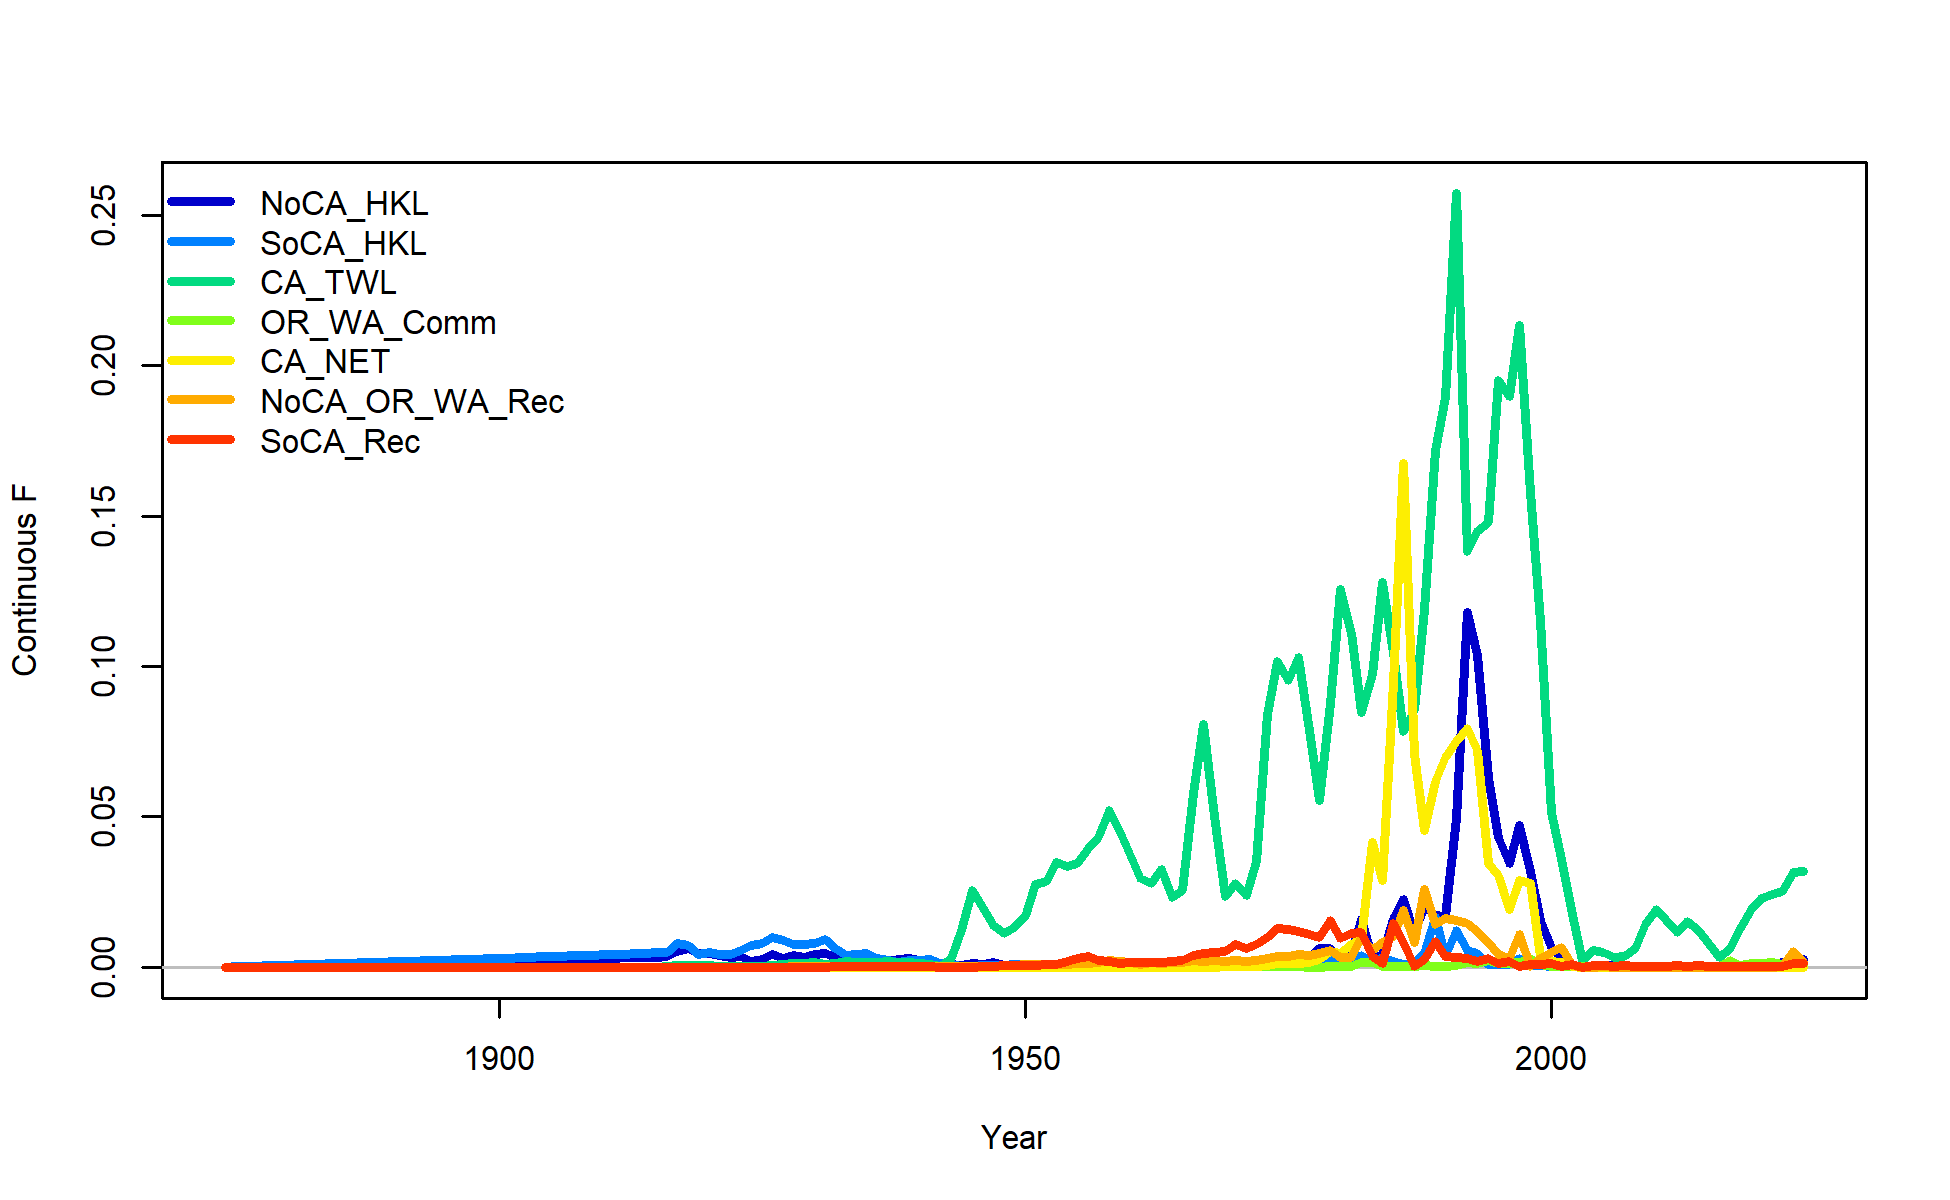 NoCA_HKL
SoCA_HKL
CA_TWL
OR_WA_Comm
CA_NET
NoCA_OR_WA_Rec
SoCA_Rec
Continuous F
0.25
0.20
0.15
0.10
0.05
0.00
1900 1950 2000
Year